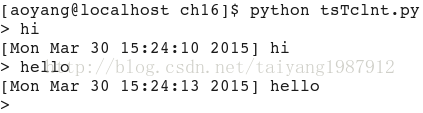 [aoyang@localhost ch16]$ python tsTclnt.py
> hi
[Mon Mar 30 15:24:10 2015] hi
> hello
http://blog.csdn.net/taiyang1987912
[Mon Mar 30 15:24:13 2015] hello
>